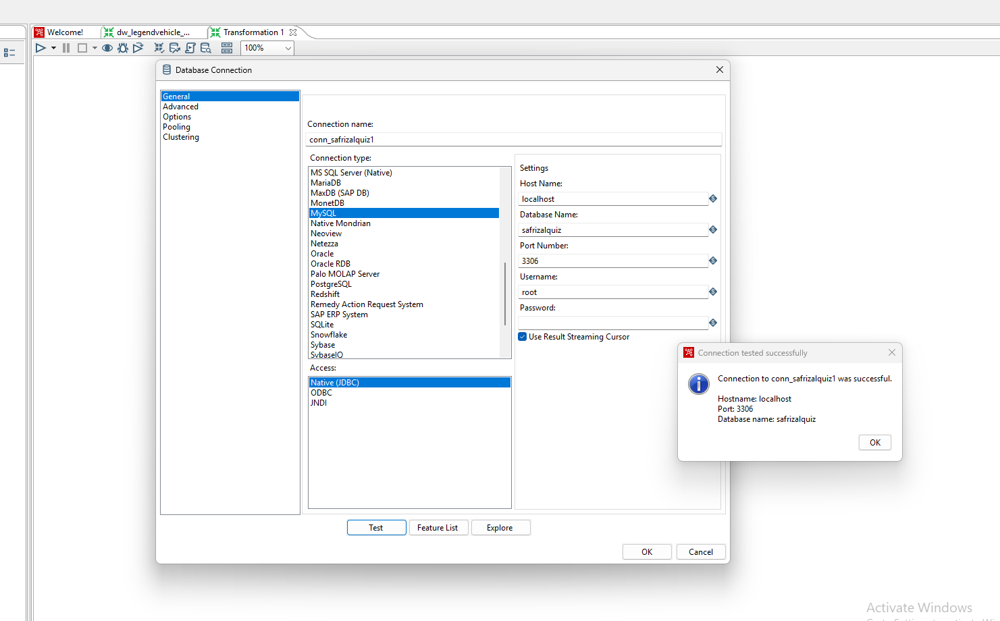 Welcome!
dw_legendvehicle_...
Transformation 1
100%
Database Connection
General
Advanced
Options
Pooling
Clustering
Connection name:
conn_safrizalquiz1
Connection type:
MS SQL Server (Native)
MariaDB
MaxDB (SAP DB)
MonetDB
MySQL
Native Mondrian
Neoview
Netezza
Oracle
Oracle RDB
Palo MOLAP Server
PostgreSQL
Redshift
Remedy Action Request System
SAP ERP System
SQLite
Snowflake
Sybase
SybaseIQ
Access:
Native (JDBC)
ODBC
JNDI
Settings
Host Name:
localhost
Database Name:
safrizalquiz
Port Number:
3306
Username:
root
Password:
Use Result Streaming Cursor
Connection tested successfully
Connection to conn_safrizalquiz1 was successful.
Hostname: localhost
Port: 3306
Database name: safrizalquiz
OK
Test
Feature List
Explore
OK
Cancel
Activate Windows